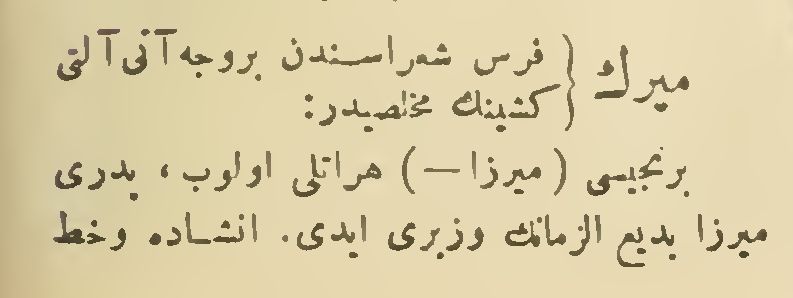 میرك } فرس شعراسندن بروجه آتی آلتی
کشینك مخلصیدر:
برنجیسی (میرزا —) هراتلی اولوب، پدری
میرزا بدیع الزمانك وزیری ایدی. انشاده وخط